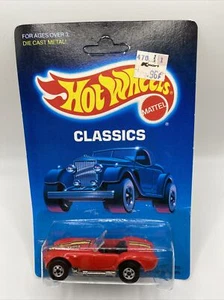 FOR AGES OVER 3
DIE CAST METAL!
Hot Wheels
MATTEL
CLASSICS